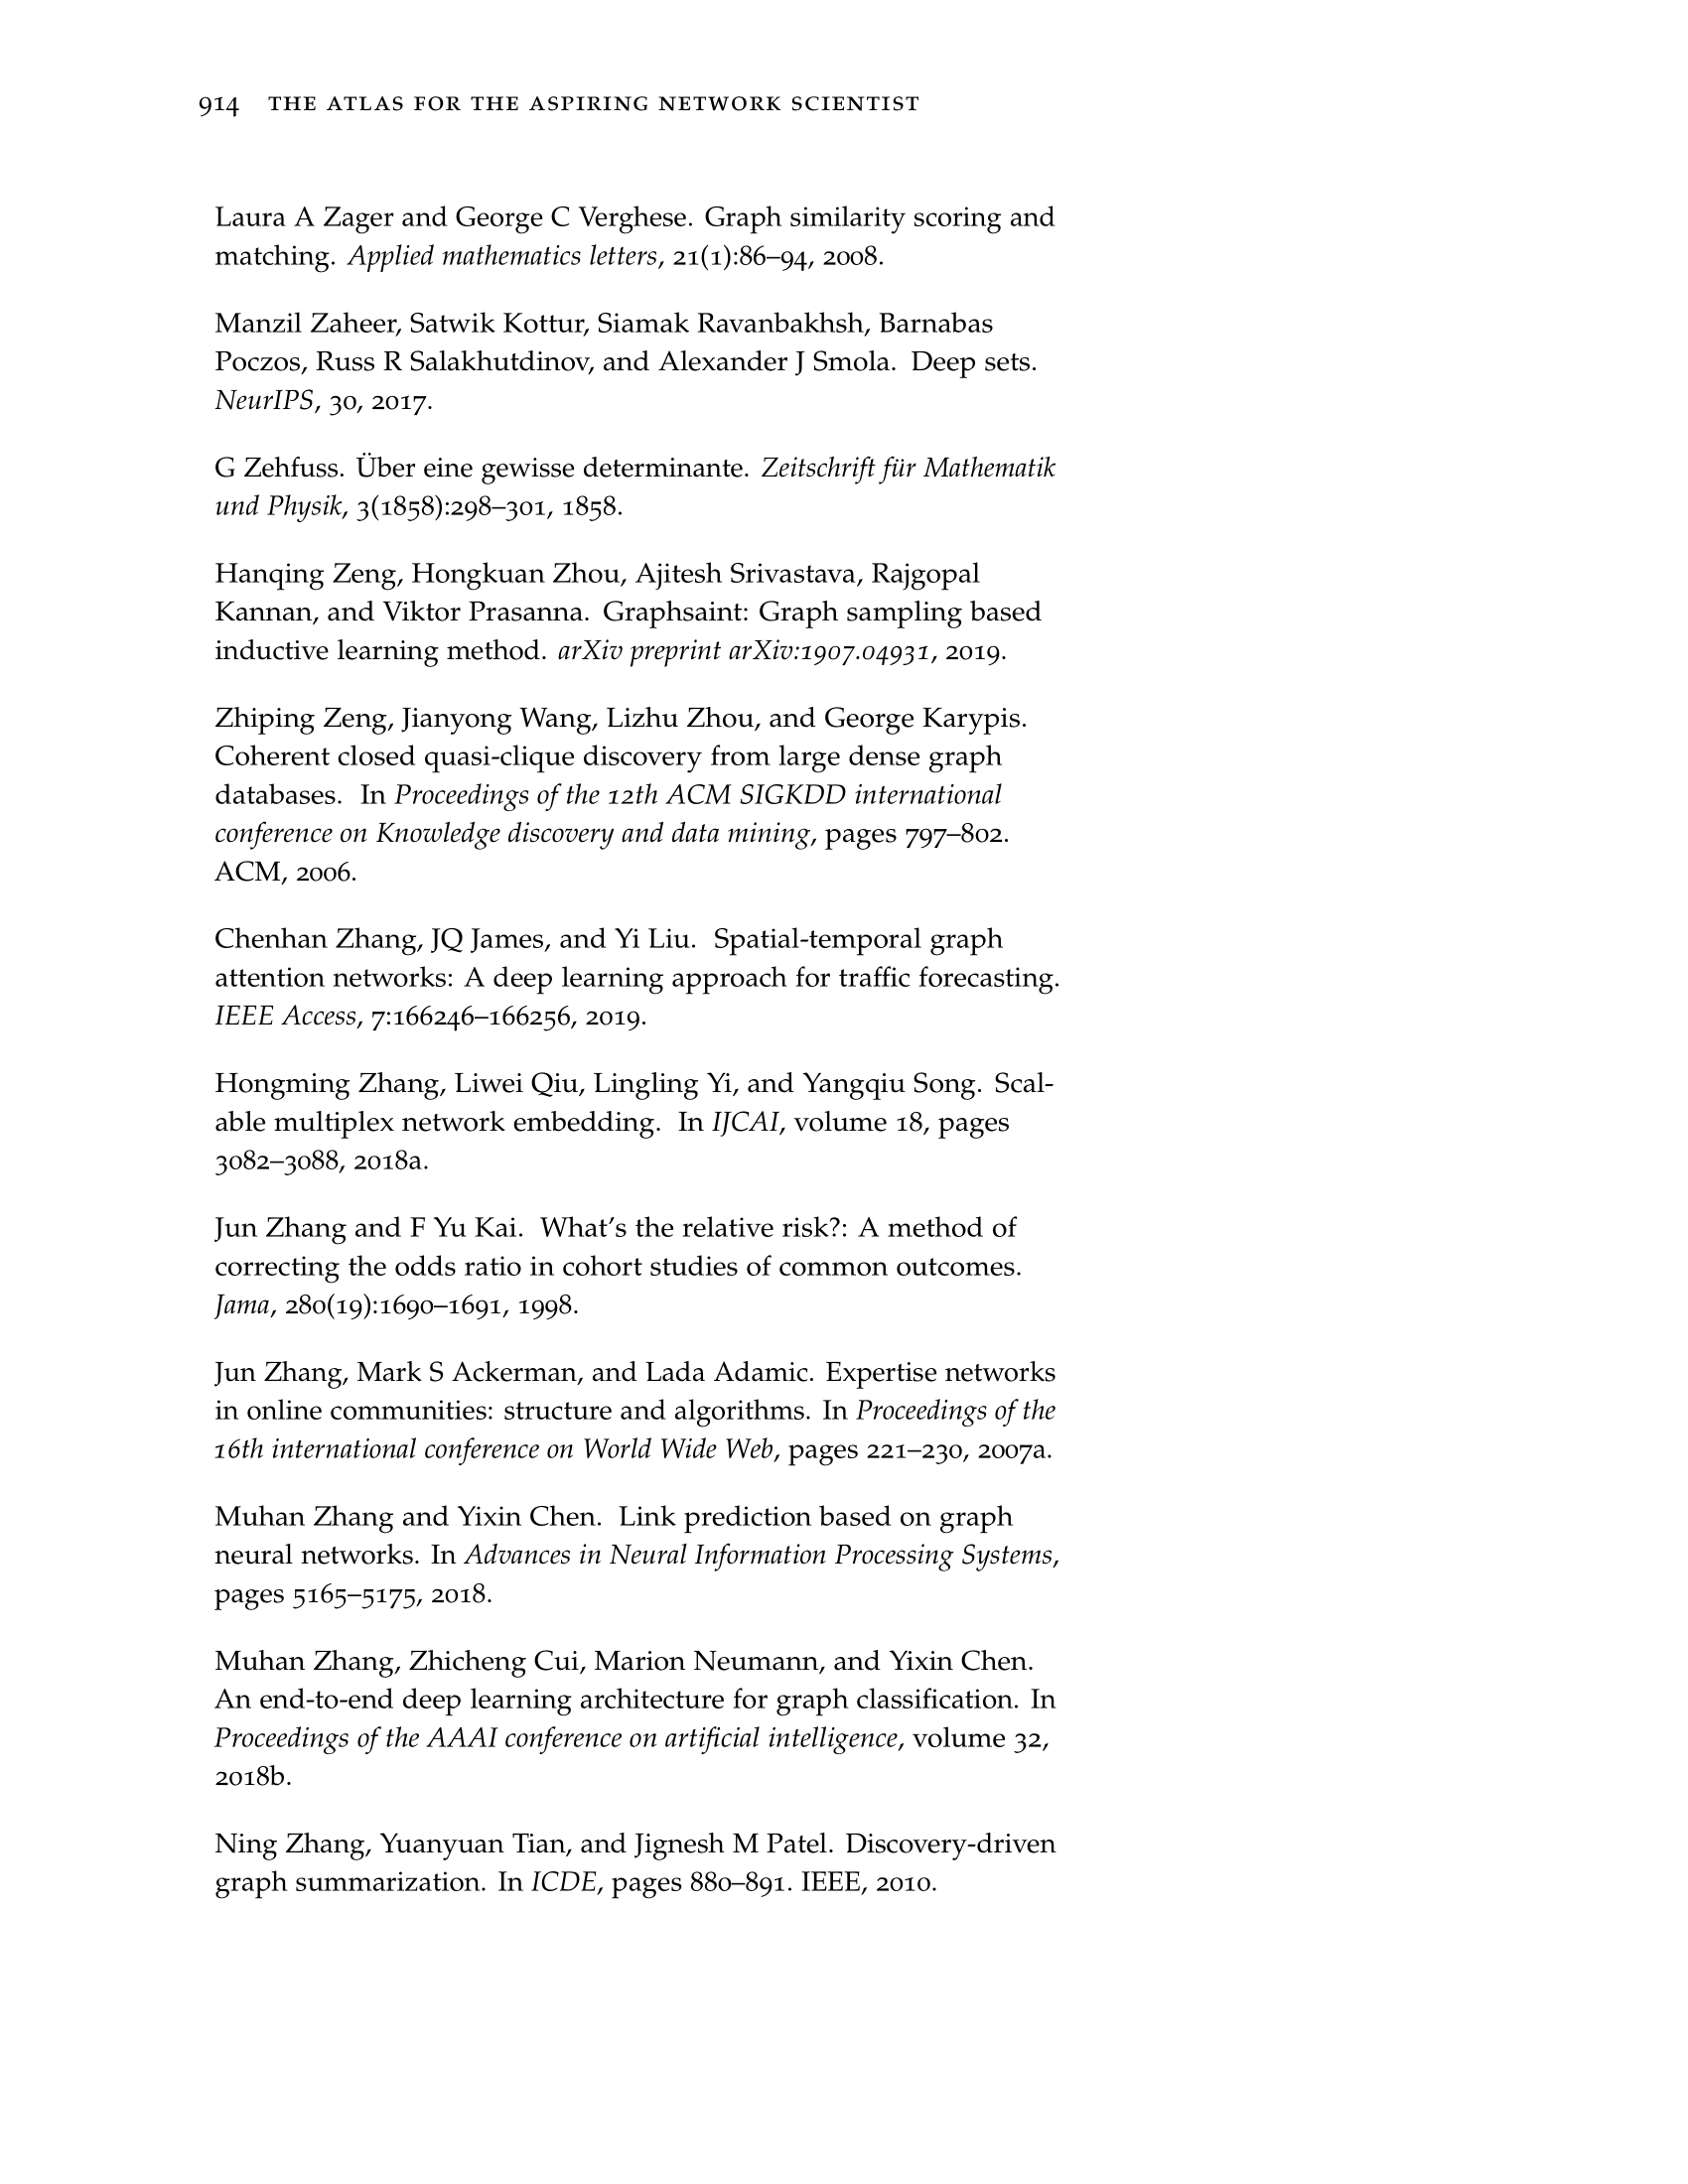 914 THE ATLAS FOR THE ASPIRING NETWORK SCIENTIST
Laura A Zager and George C Verghese. Graph similarity scoring and
matching. Applied mathematics letters, 21(1):86–94, 2008.
Manzil Zaheer, Satwik Kottur, Siamak Ravanbakhsh, Barnabas
Poczos, Russ R Salakhutdinov, and Alexander J Smola. Deep sets.
NeurIPS, 30, 2017.
G Zehfuss. Über eine gewisse determinante. Zeitschrift für Mathematik
und Physik, 3(1858):298–301, 1858.
Hanqing Zeng, Hongkuan Zhou, Ajitesh Srivastava, Rajgopal
Kannan, and Viktor Prasanna. Graphsaint: Graph sampling based
inductive learning method. arXiv preprint arXiv:1907.04931, 2019.
Zhiping Zeng, Jianyong Wang, Lizhu Zhou, and George Karypis.
Coherent closed quasi-clique discovery from large dense graph
databases. In Proceedings of the 12th ACM SIGKDD international
conference on Knowledge discovery and data mining, pages 797–802.
ACM, 2006.
Chenhan Zhang, JQ James, and Yi Liu. Spatial-temporal graph
attention networks: A deep learning approach for traffic forecasting.
IEEE Access, 7:166246–166256, 2019.
Hongming Zhang, Liwei Qiu, Lingling Yi, and Yangqiu Song. Scal-
able multiplex network embedding. In IJCAI, volume 18, pages
3082–3088, 2018a.
Jun Zhang and F Yu Kai. What's the relative risk?: A method of
correcting the odds ratio in cohort studies of common outcomes.
Jama, 280(19):1690–1691, 1998.
Jun Zhang, Mark S Ackerman, and Lada Adamic. Expertise networks
in online communities: structure and algorithms. In Proceedings of the
16th international conference on World Wide Web, pages 221–230, 2007a.
Muhan Zhang and Yixin Chen. Link prediction based on graph
neural networks. In Advances in Neural Information Processing Systems,
pages 5165–5175, 2018.
Muhan Zhang, Zhicheng Cui, Marion Neumann, and Yixin Chen.
An end-to-end deep learning architecture for graph classification. In
Proceedings of the AAAI conference on artificial intelligence, volume 32,
2018b.
Ning Zhang, Yuanyuan Tian, and Jignesh M Patel. Discovery-driven
graph summarization. In ICDE, pages 880–891. IEEE, 2010.